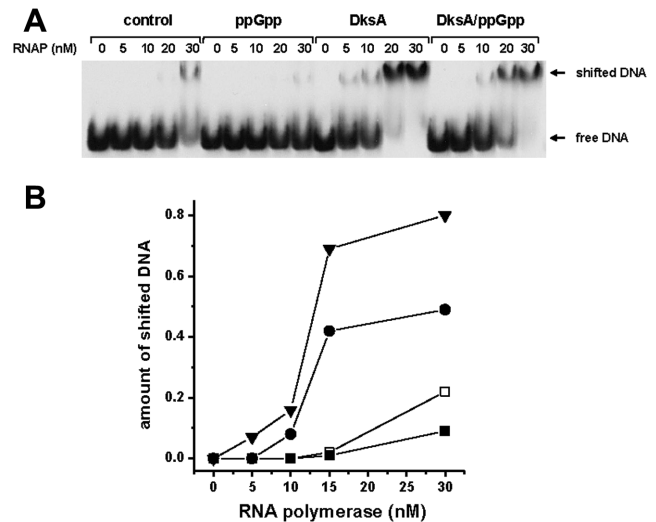 A
control ppGpp DksA DksA/ppGpp
RNAP (nM) 0 5 10 20 30 0 5 10 20 30 0 5 10 20 30 0 5 10 20 30
shifted DNA
free DNA
B
0.8
0.6
0.4
0.2
0.0
amount of shifted DNA
0 5 10 15 20 25 30
RNA polymerase (nM)